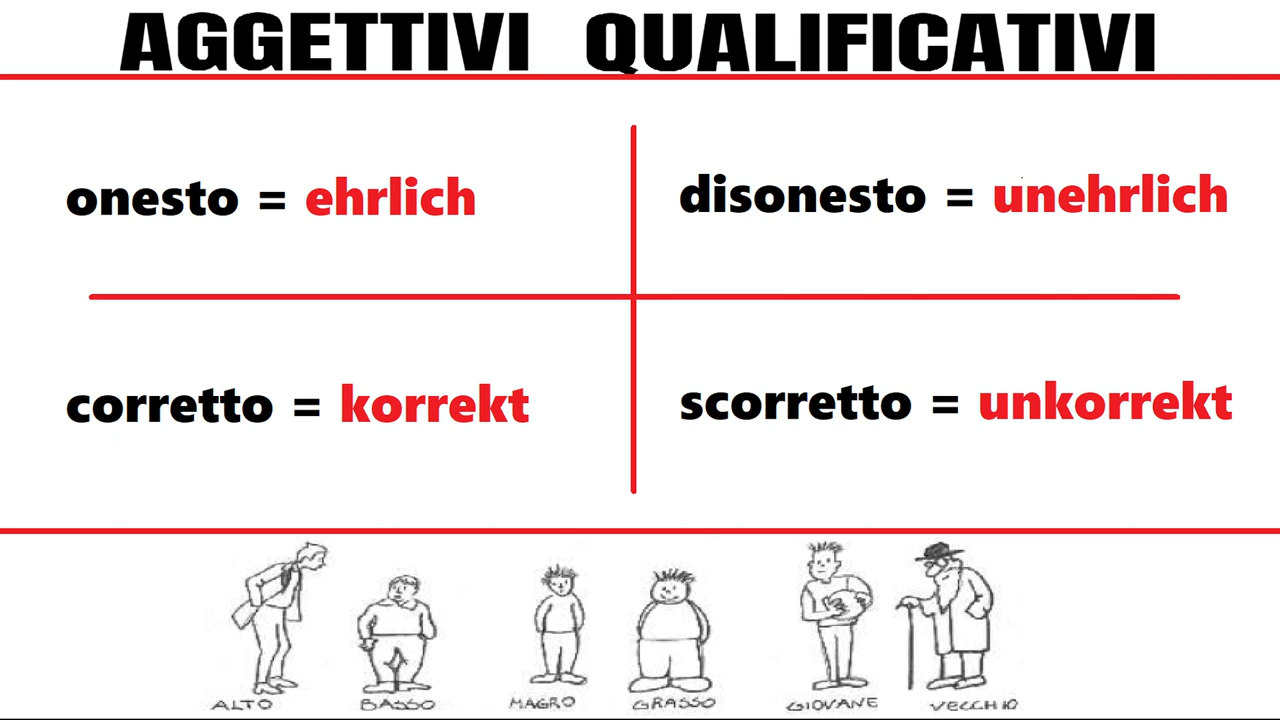 AGGETTIVI QUALIFICATIVI
onesto = ehrlich
disonesto = unehrlich
corretto = korrekt
scorretto = unkorrekt
ALTO BASSO MAGRO GRASSO GIOVANE VECCHIO